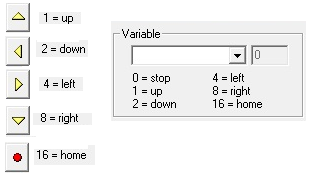 1 = up
2 = down
4 = left
8 = right
16 = home
Variable
0
0 = stop 4 = left
1 = up 8 = right
2 = down 16 = home